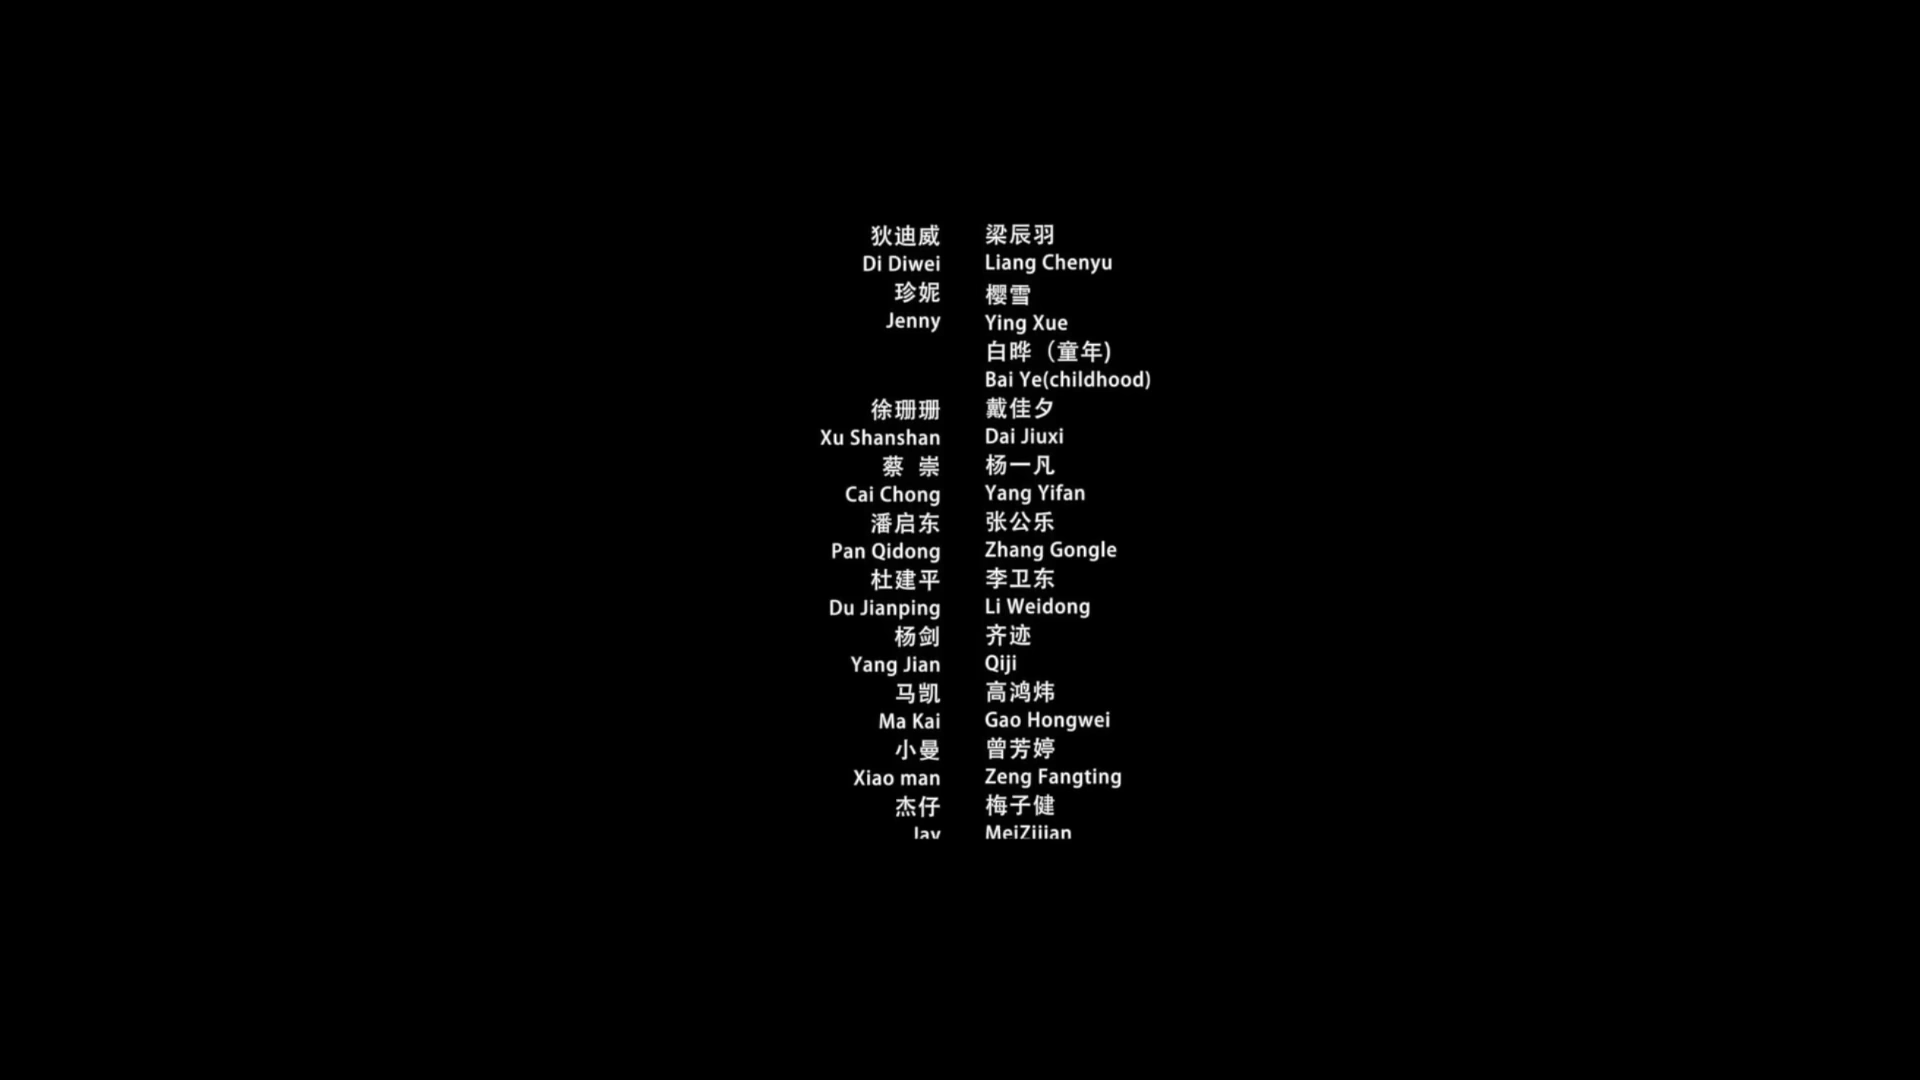 狄迪威 梁辰羽
Di Diwei Liang Chenyu
珍妮 樱雪
Jenny Ying Xue
白晔（童年)
Bai Ye(childhood)
徐珊珊 戴佳夕
Xu Shanshan Dai Jiuxi
蔡 崇 杨一凡
Cai Chong Yang Yifan
潘启东 张公乐
Pan Qidong Zhang Gongle
杜建平 李卫东
Du Jianping Li Weidong
杨剑 齐迹
Yang Jian Qiji
马凯 高鸿炜
Ma Kai Gao Hongwei
小曼 曾芳婷
Xiao man Zeng Fangting
杰仔 梅子健
Jay MeiZijian